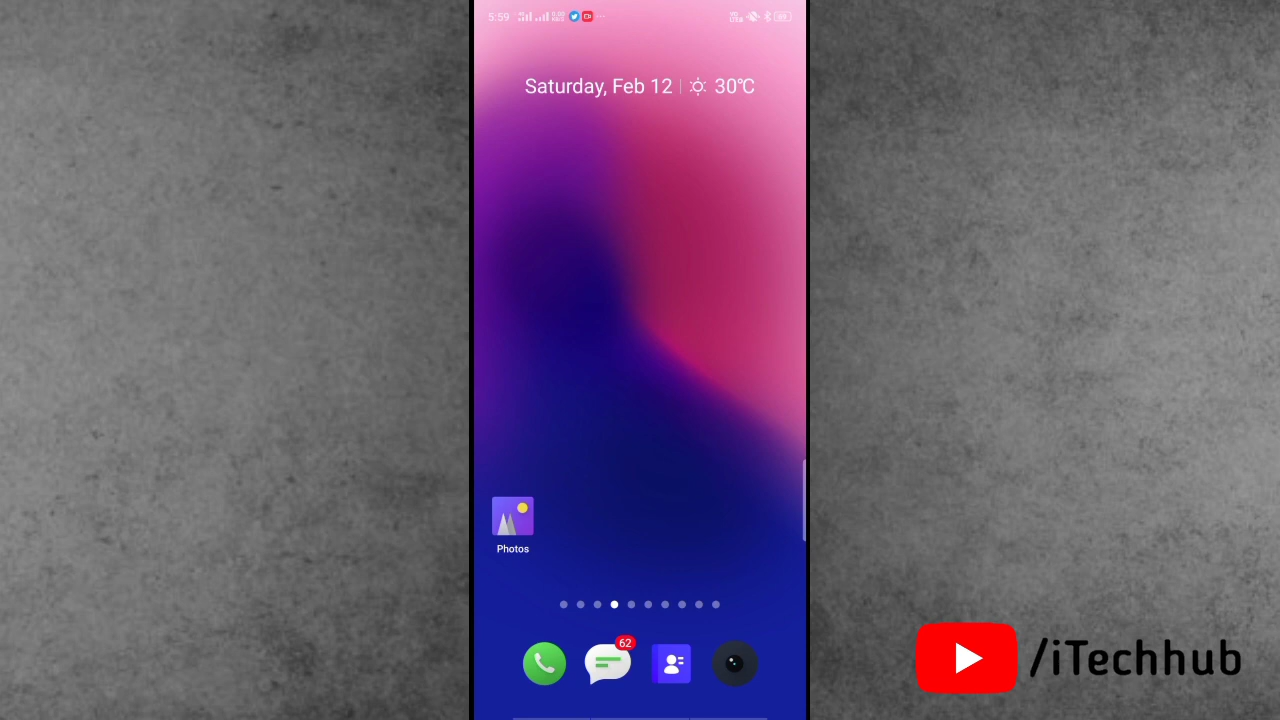 5:59
Saturday, Feb 12 | 30℃
Photos
62
/iTechhub